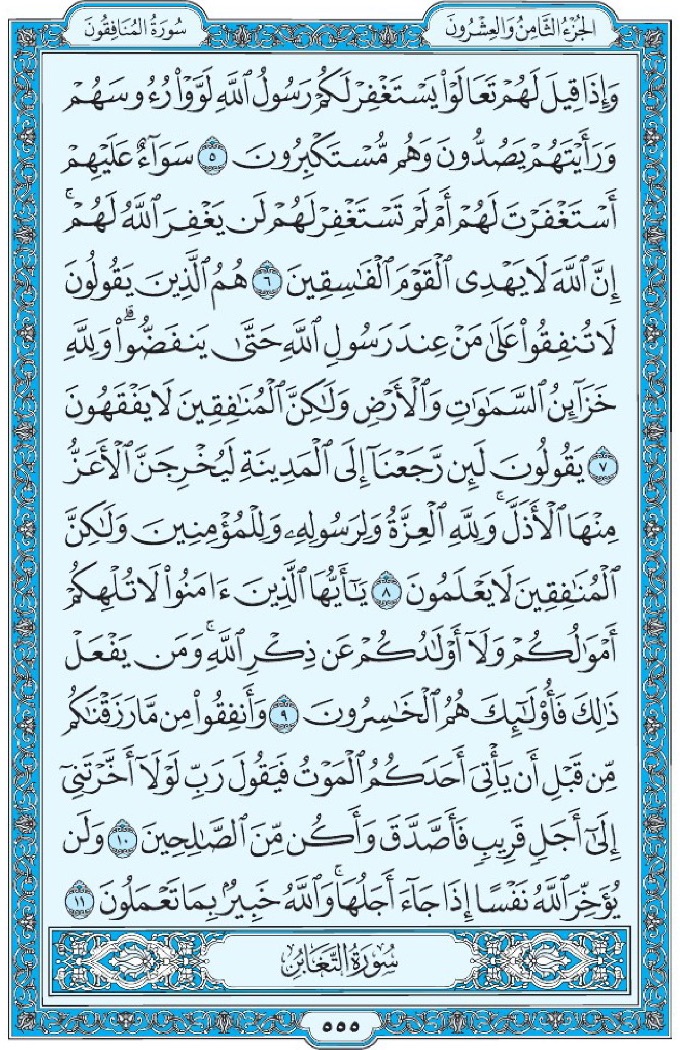 الجزء الثامن والعشرون
سورة المنافقون
وَإِذَا قِيلَ لَهُمْ تَعَالَوْا۟ يَسْتَغْفِرْ لَكُمْ رَسُولُ ٱللَّهِ لَوَّوْا۟ رُءُوسَهُمْ
وَرَأَيْتَهُمْ يَصُدُّونَ وَهُم مُّسْتَكْبِرُونَ ٥ سَوَآءٌ عَلَيْهِمْ
أَسْتَغْفَرْتَ لَهُمْ أَمْ لَمْ تَسْتَغْفِرْ لَهُمْ لَن يَغْفِرَ ٱللَّهُ لَهُمْ ۚ
إِنَّ ٱللَّهَ لَا يَهْدِى ٱلْقَوْمَ ٱلْفَـٰسِقِينَ ٦ هُمُ ٱلَّذِينَ يَقُولُونَ
لَا تُنفِقُوا۟ عَلَىٰ مَنْ عِندَ رَسُولِ ٱللَّهِ حَتَّىٰ يَنفَضُّوا۟ ۗ وَلِلَّهِ
خَزَآئِنُ ٱلسَّمَـٰوَٰتِ وَٱلْأَرْضِ وَلَـٰكِنَّ ٱلْمُنَـٰفِقِينَ لَا يَفْقَهُونَ
٧ يَقُولُونَ لَئِن رَّجَعْنَآ إِلَى ٱلْمَدِينَةِ لَيُخْرِجَنَّ ٱلْأَعَزُّ
مِنْهَا ٱلْأَذَلَّ ۚ وَلِلَّهِ ٱلْعِزَّةُ وَلِرَسُولِهِۦ وَلِلْمُؤْمِنِينَ وَلَـٰكِنَّ
ٱلْمُنَـٰفِقِينَ لَا يَعْلَمُونَ ٨ يَـٰٓأَيُّهَا ٱلَّذِينَ ءَامَنُوا۟ لَا تُلْهِكُمْ
أَمْوَٰلُكُمْ وَلَآ أَوْلَـٰدُكُمْ عَن ذِكْرِ ٱللَّهِ ۚ وَمَن يَفْعَلْ
ذَٰلِكَ فَأُو۟لَـٰٓئِكَ هُمُ ٱلْخَـٰسِرُونَ ٩ وَأَنفِقُوا۟ مِن مَّا رَزَقْنَـٰكُم
مِّن قَبْلِ أَن يَأْتِىَ أَحَدَكُمُ ٱلْمَوْتُ فَيَقُولَ رَبِّ لَوْلَآ أَخَّرْتَنِىٓ
إِلَىٰٓ أَجَلٍ قَرِيبٍ فَأَصَّدَّقَ وَأَكُن مِّنَ ٱلصَّـٰلِحِينَ ١٠ وَلَن
يُؤَخِّرَ ٱللَّهُ نَفْسًا إِذَا جَآءَ أَجَلُهَا ۚ وَٱللَّهُ خَبِيرٌۢ بِمَا تَعْمَلُونَ ١١
سُورَةُ التَّغَابُنِ
٥٥٥